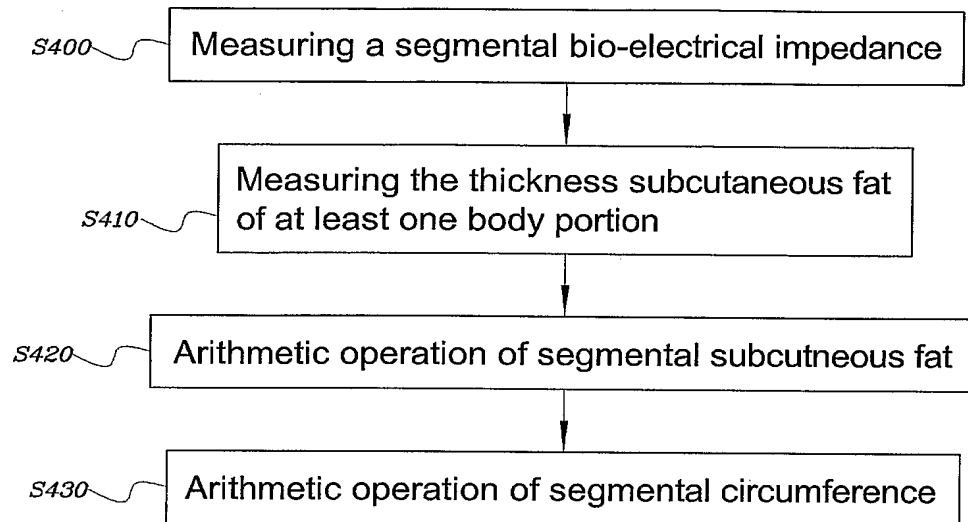 S400 Measuring a segmental bio-electrical impedance
Measuring the thickness subcutaneous fat
S410 of at least one body portion
S420 Arithmetic operation of segmental subcutneous fat
S430 Arithmetic operation of segmental circumference